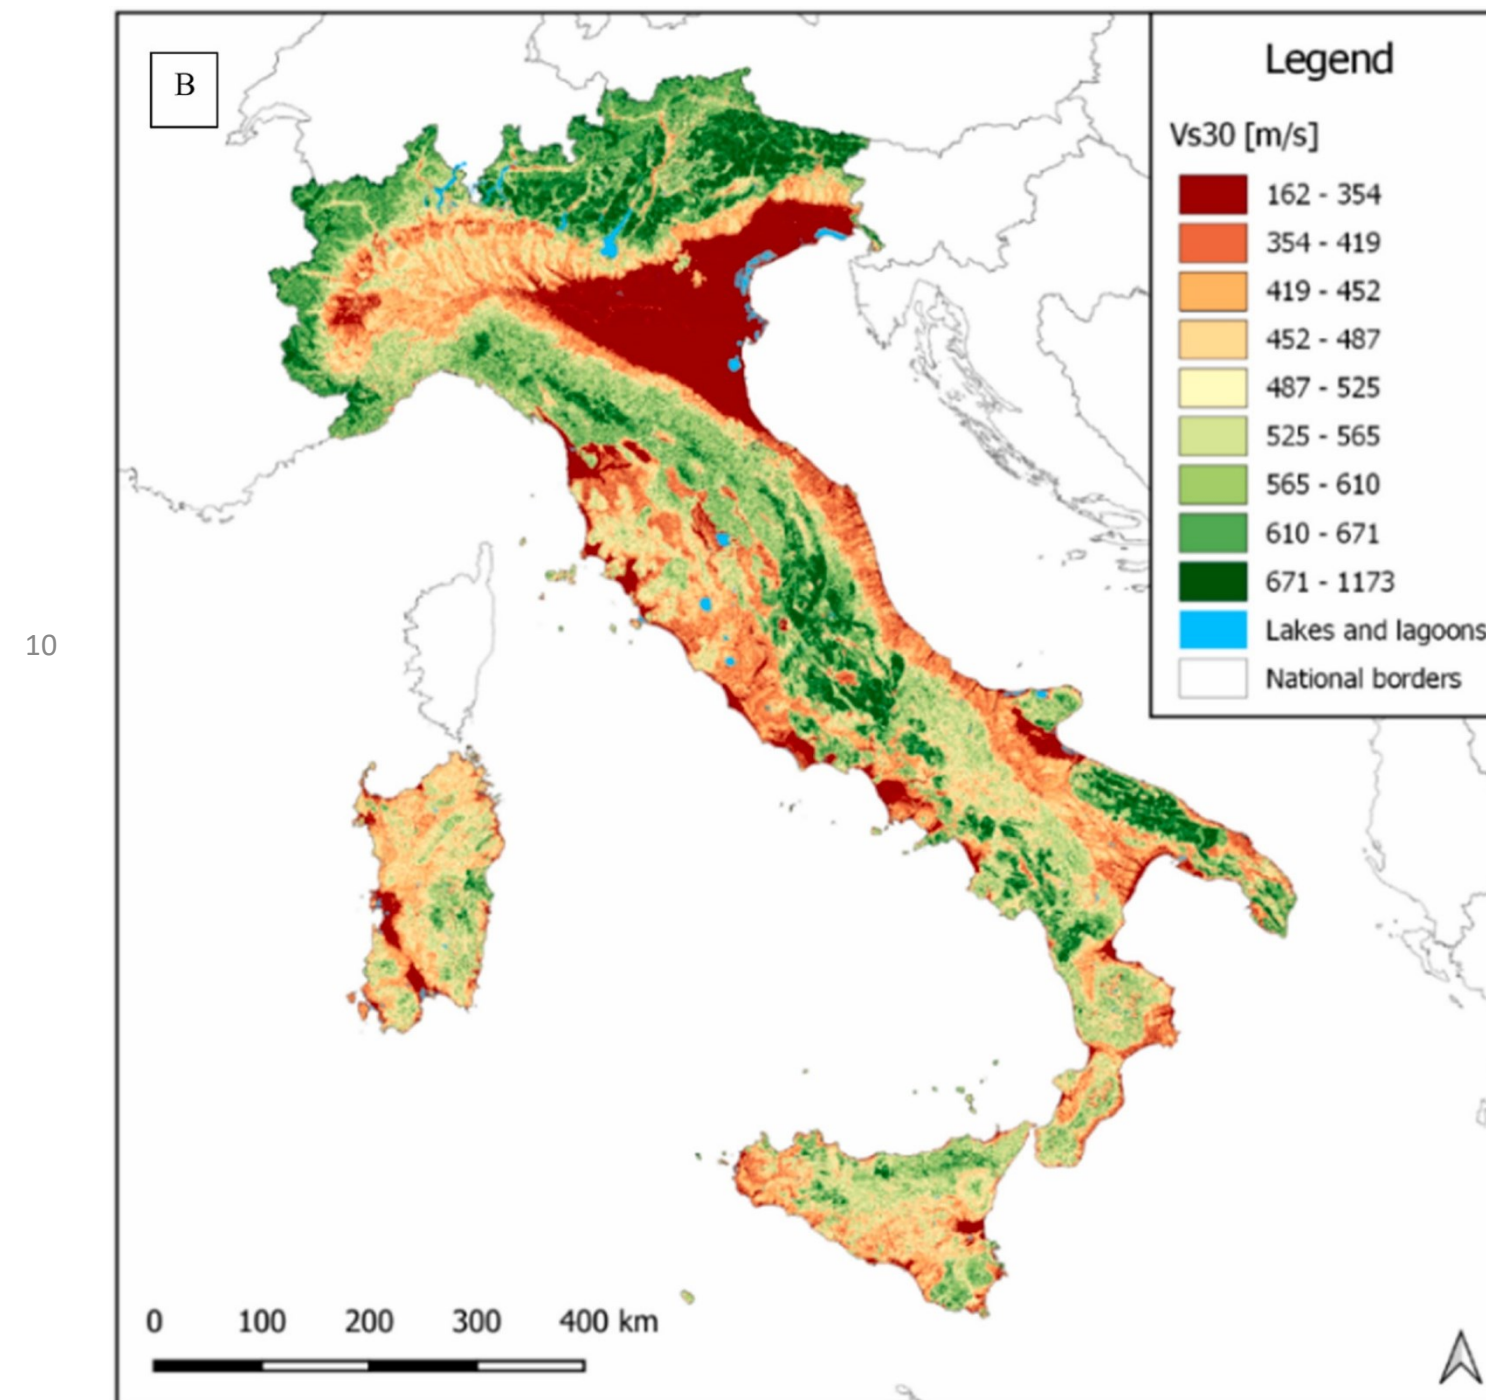 B
Legend
Vs30 [m/s]
162 - 354
354 - 419
419 - 452
452 - 487
487 - 525
525 - 565
565 - 610
610 - 671
671 - 1173
Lakes and lagoons
National borders
10
0 100 200 300 400 km